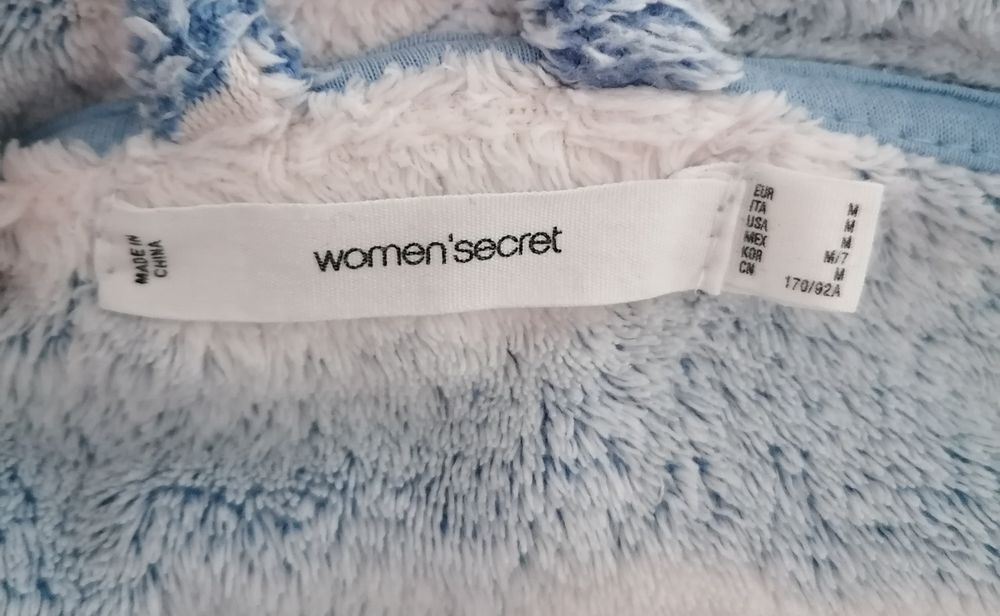 MADE IN
CHINA
women'secret
EUR M
ITA M
USA M
MEX M/7
KOR M
CN 170/92A